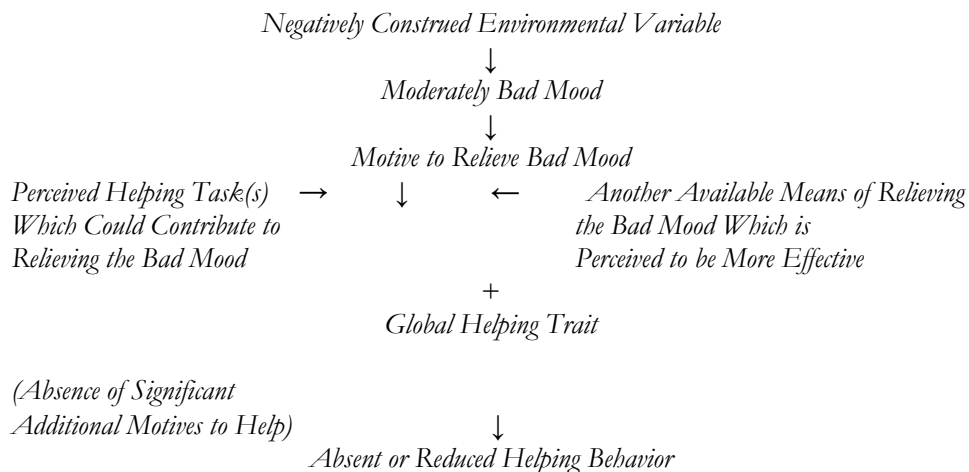 Negatively Construed Environmental Variable
↓
Moderately Bad Mood
↓
Motive to Relieve Bad Mood
Perceived Helping Task(s) → ↓ ← Another Available Means of Relieving
Which Could Contribute to the Bad Mood Which is
Relieving the Bad Mood Perceived to be More Effective
+
Global Helping Trait
(Absence of Significant
Additional Motives to Help) ↓
Absent or Reduced Helping Behavior